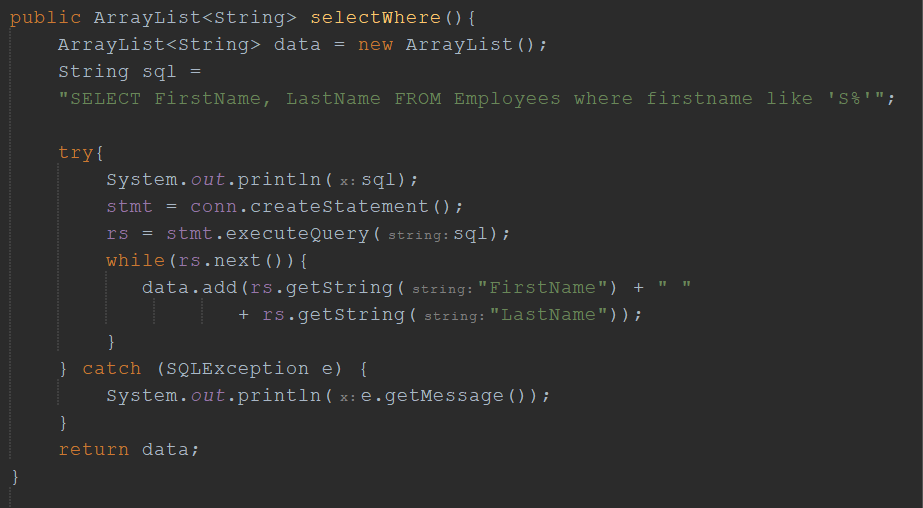 public ArrayList<String> selectWhere(){
    ArrayList<String> data = new ArrayList();
    String sql =
    "SELECT FirstName, LastName FROM Employees where firstname like 'S%'";

    try{
        System.out.println( x: sql);
        stmt = conn.createStatement();
        rs = stmt.executeQuery( string: sql);
        while(rs.next()){
           data.add(rs.getString( string: "FirstName") + " "
                   + rs.getString( string: "LastName"));
        }
    } catch (SQLException e) {
        System.out.println( x: e.getMessage());
    }
    return data;
}